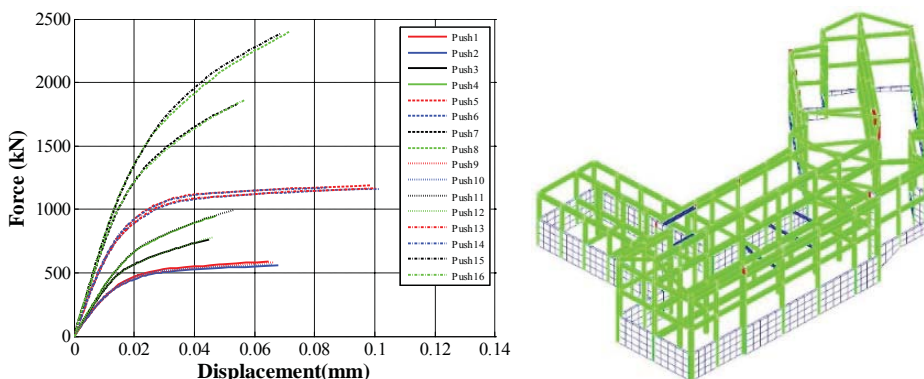 2500
2000
1500
1000
500
0
Force (kN)
0
0.02
0.04
0.06
0.08
0.1
0.12
0.14
Displacement(mm)
Push1
Push2
Push3
Push4
Push5
Push6
Push7
Push8
Push9
Push10
Push11
Push12
Push13
Push14
Push15
Push16